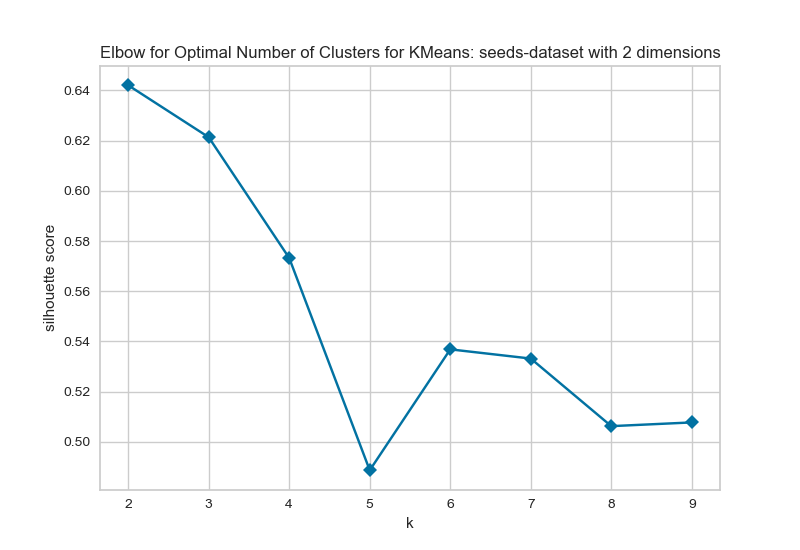 Elbow for Optimal Number of Clusters for KMeans: seeds-dataset with 2 dimensions
0.64
0.62
0.60
0.58
0.56
0.54
0.52
0.50
silhouette score
2 3 4 5 6 7 8 9
k